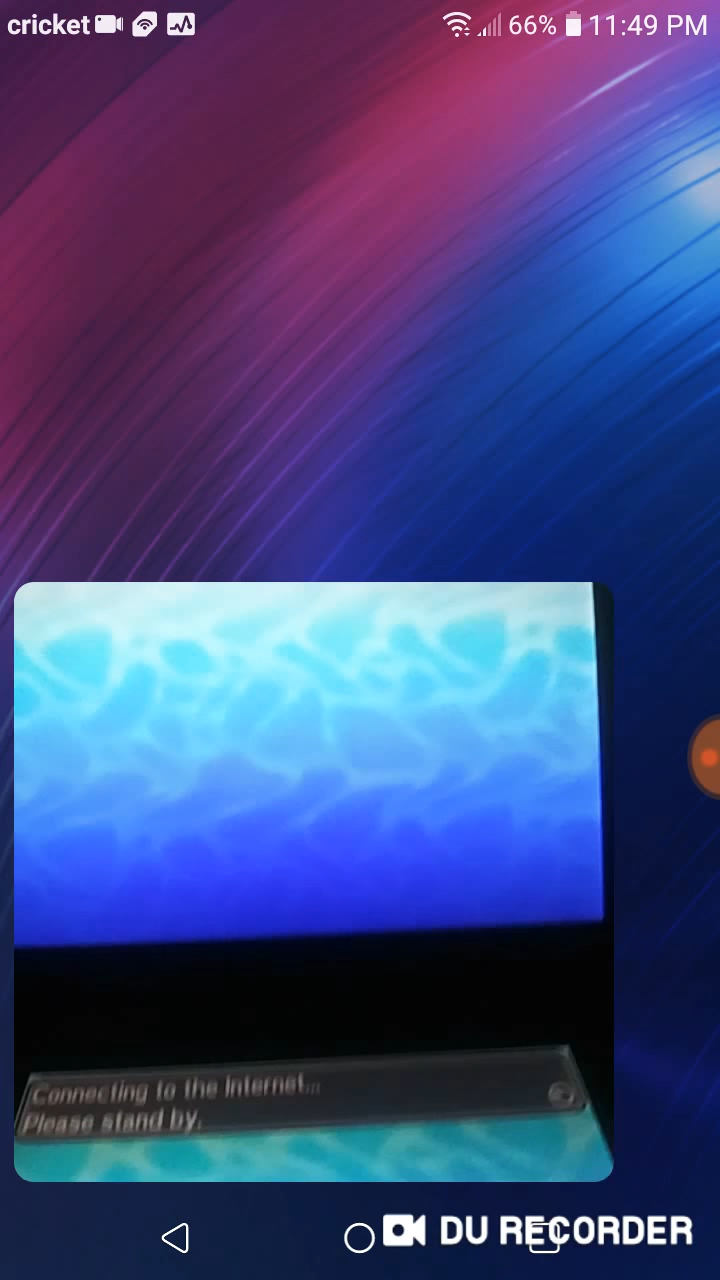 cricket 66% 11:49 PM
Connecting to the Internet...
Please stand by.
DU RECORDER